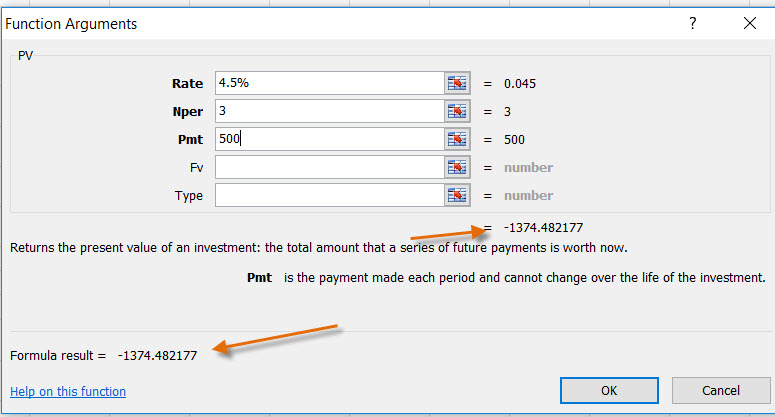 Function Arguments ? X
PV
Rate 4.5% = 0.045
Nper 3 = 3
Pmt 500 = 500
Fv = number
Type = number
= -1374.482177
Returns the present value of an investment: the total amount that a series of future payments is worth now.
Pmt is the payment made each period and cannot change over the life of the investment.
Formula result = -1374.482177
Help on this function OK Cancel